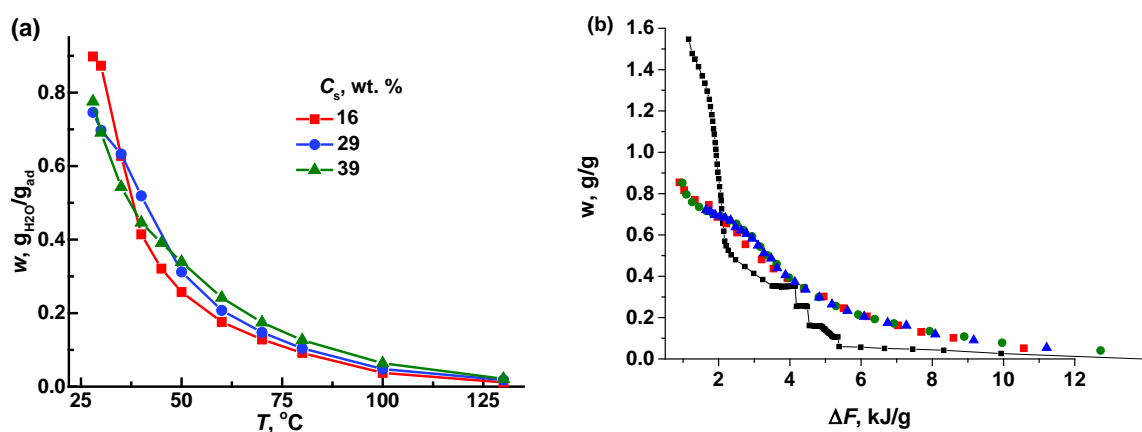 (a)
w, gH2O/gad
0.8
0.6
0.4
0.2
0.0
25 50 75 100 125
T, °C
Cs, wt. %
16
29
39
(b)
w, g/g
1.6
1.4
1.2
1.0
0.8
0.6
0.4
0.2
0.0
2 4 6 8 10 12
ΔF, kJ/g